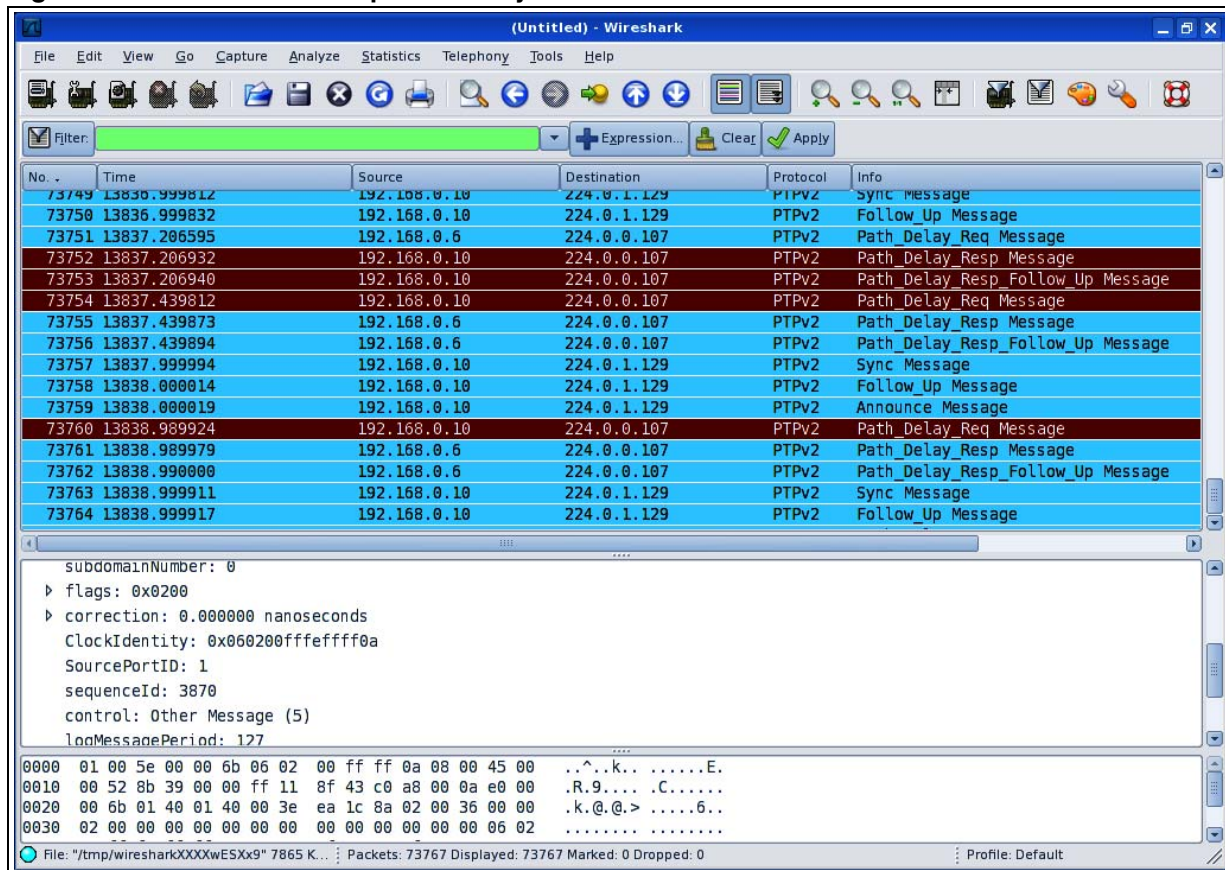 (Untitled) - Wireshark
File Edit View Go Capture Analyze Statistics Telephony Tools Help
Filter: Expression... Clear Apply
No. . Time Source Destination Protocol Info
73749 13836.999812 192.168.0.10 224.0.1.129 PTPv2 Sync Message
73750 13836.999832 192.168.0.10 224.0.1.129 PTPv2 Follow_Up Message
73751 13837.206595 192.168.0.6 224.0.0.107 PTPv2 Path_Delay_Req Message
73752 13837.206932 192.168.0.10 224.0.0.107 PTPv2 Path_Delay_Resp Message
73753 13837.206940 192.168.0.10 224.0.0.107 PTPv2 Path_Delay_Resp_Follow_Up Message
73754 13837.439812 192.168.0.10 224.0.0.107 PTPv2 Path_Delay_Req Message
73755 13837.439873 192.168.0.6 224.0.0.107 PTPv2 Path_Delay_Resp Message
73756 13837.439894 192.168.0.6 224.0.0.107 PTPv2 Path_Delay_Resp_Follow_Up Message
73757 13837.999994 192.168.0.10 224.0.1.129 PTPv2 Sync Message
73758 13838.000014 192.168.0.10 224.0.1.129 PTPv2 Follow_Up Message
73759 13838.000019 192.168.0.10 224.0.1.129 PTPv2 Announce Message
73760 13838.989924 192.168.0.10 224.0.0.107 PTPv2 Path_Delay_Req Message
73761 13838.989979 192.168.0.6 224.0.0.107 PTPv2 Path_Delay_Resp Message
73762 13838.990000 192.168.0.6 224.0.0.107 PTPv2 Path_Delay_Resp_Follow_Up Message
73763 13838.999911 192.168.0.10 224.0.1.129 PTPv2 Sync Message
73764 13838.999917 192.168.0.10 224.0.1.129 PTPv2 Follow_Up Message
subdomainNumber: 0
flags: 0x0200
correction: 0.000000 nanoseconds
ClockIdentity: 0x060200fffeffff0a
SourcePortID: 1
sequenceId: 3870
control: Other Message (5)
logMessagePeriod: 127
0000 01 00 5e 00 00 6b 06 02 00 ff ff 0a 08 00 45 00 ..^..k.. ......E.
0010 00 52 8b 39 00 00 ff 11 8f 43 c0 a8 00 0a e0 00 .R.9.... .C......
0020 00 6b 01 40 01 40 00 3e ea 1c 8a 02 00 36 00 00 .k.@.@.> .....6..
0030 02 00 00 00 00 00 00 00 00 00 00 00 00 00 06 02 ........ ........
File: "/tmp/wiresharkXXXXwESXx9" 7865 K... Packets: 73767 Displayed: 73767 Marked: 0 Dropped: 0 Profile: Default